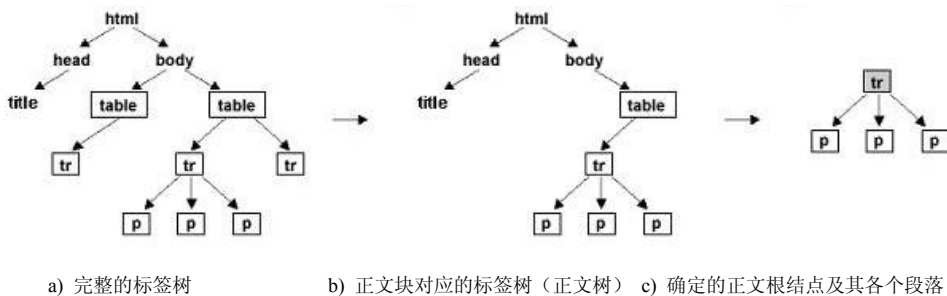 html html
head body head body tr
title table table title table p p p
tr tr tr tr
p p p p p p
a) 完整的标签树 b) 正文块对应的标签树（正文树） c) 确定的正文根结点及其各个段落